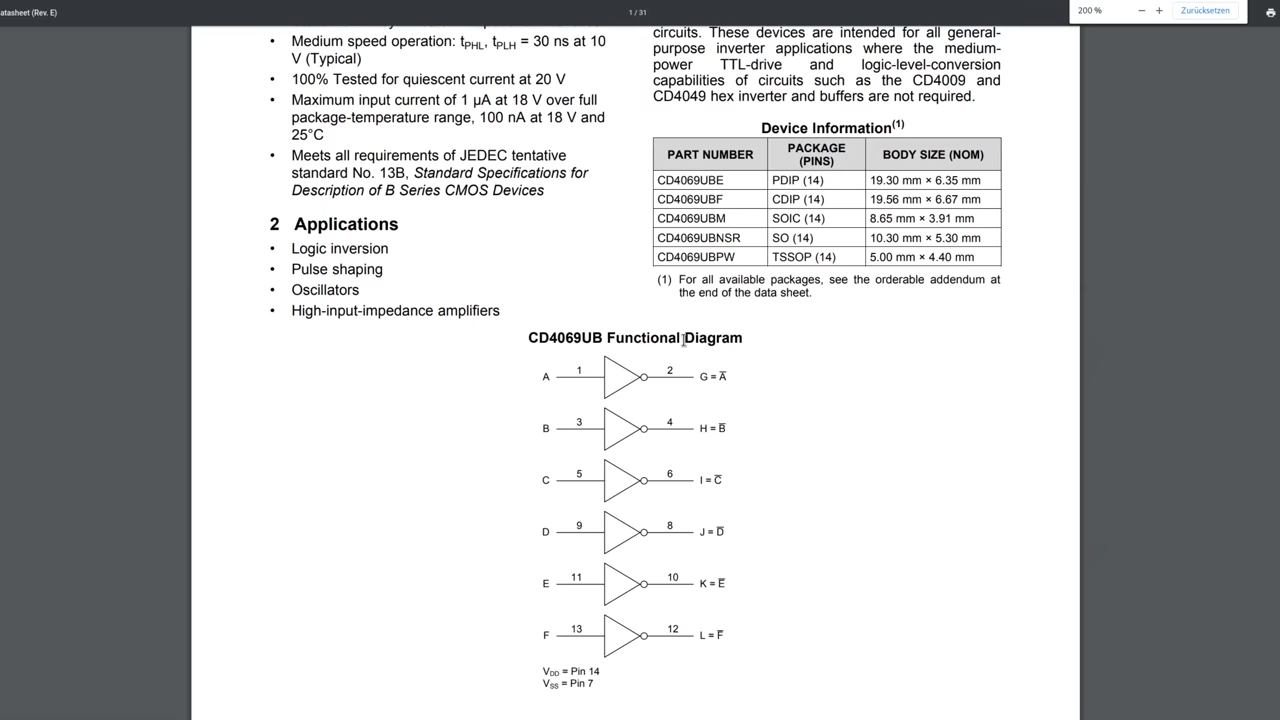 atasheet (Rev. E)
1 / 31
200 %
Zurücksetzen
• Medium speed operation: tPHL, tPLH = 30 ns at 10
V (Typical)
• 100% Tested for quiescent current at 20 V
• Maximum input current of 1 µA at 18 V over full
package-temperature range, 100 nA at 18 V and
25°C
• Meets all requirements of JEDEC tentative
standard No. 13B, Standard Specifications for
Description of B Series CMOS Devices
2 Applications
• Logic inversion
• Pulse shaping
• Oscillators
• High-input-impedance amplifiers
circuits. These devices are intended for all general-
purpose inverter applications where the medium-
power TTL-drive and logic-level-conversion
capabilities of circuits such as the CD4009 and
CD4049 hex inverter and buffers are not required.
Device Information(1)
PART NUMBER PACKAGE (PINS) BODY SIZE (NOM)
CD4069UBE PDIP (14) 19.30 mm × 6.35 mm
CD4069UBF CDIP (14) 19.56 mm × 6.67 mm
CD4069UBM SOIC (14) 8.65 mm × 3.91 mm
CD4069UBNSR SO (14) 10.30 mm × 5.30 mm
CD4069UBPW TSSOP (14) 5.00 mm × 4.40 mm
(1) For all available packages, see the orderable addendum at
the end of the data sheet.
CD4069UB Functional Diagram
A 1 2 G = A̅
B 3 4 H = B̅
C 5 6 I = C̅
D 9 8 J = D̅
E 11 10 K = E̅
F 13 12 L = F̅
VDD = Pin 14
VSS = Pin 7